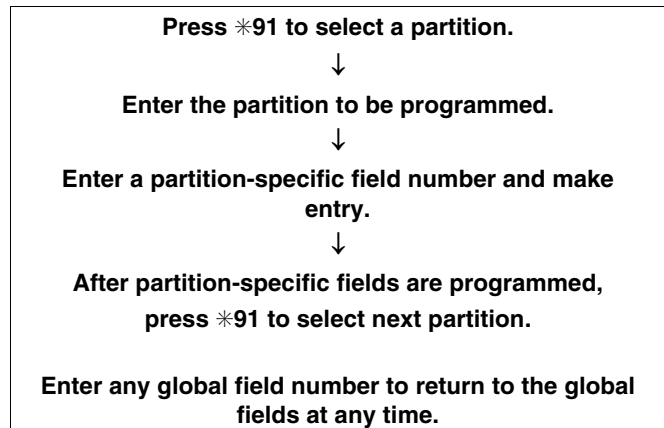 Press ✳91 to select a partition.
↓
Enter the partition to be programmed.
↓
Enter a partition-specific field number and make
entry.
↓
After partition-specific fields are programmed,
press ✳91 to select next partition.
Enter any global field number to return to the global
fields at any time.